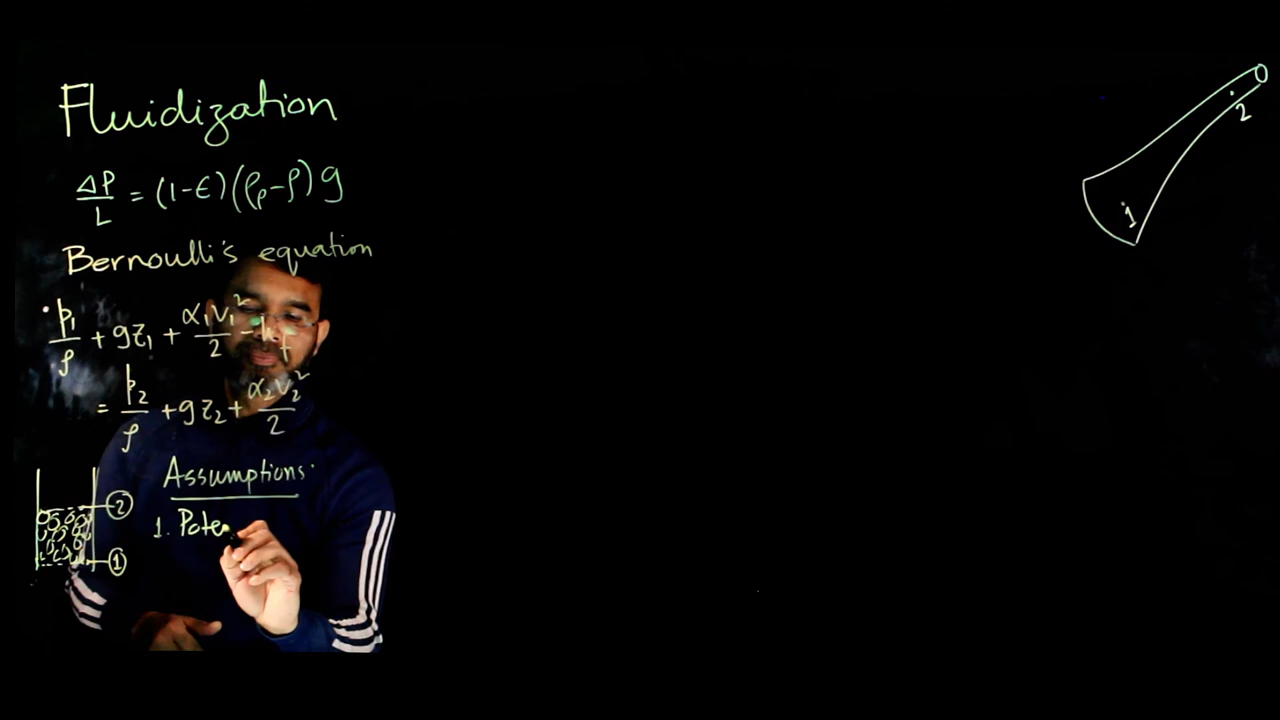 Fluidization
ΔP/L = (1-ϵ)(ρp-ρ)g
Bernoulli's equation
p₁/ρ + gz₁ + α₁v₁²/2 - hf
= p₂/ρ + gz₂ + α₂v₂²/2
Assumptions:
1. Pote
2
1
1
2